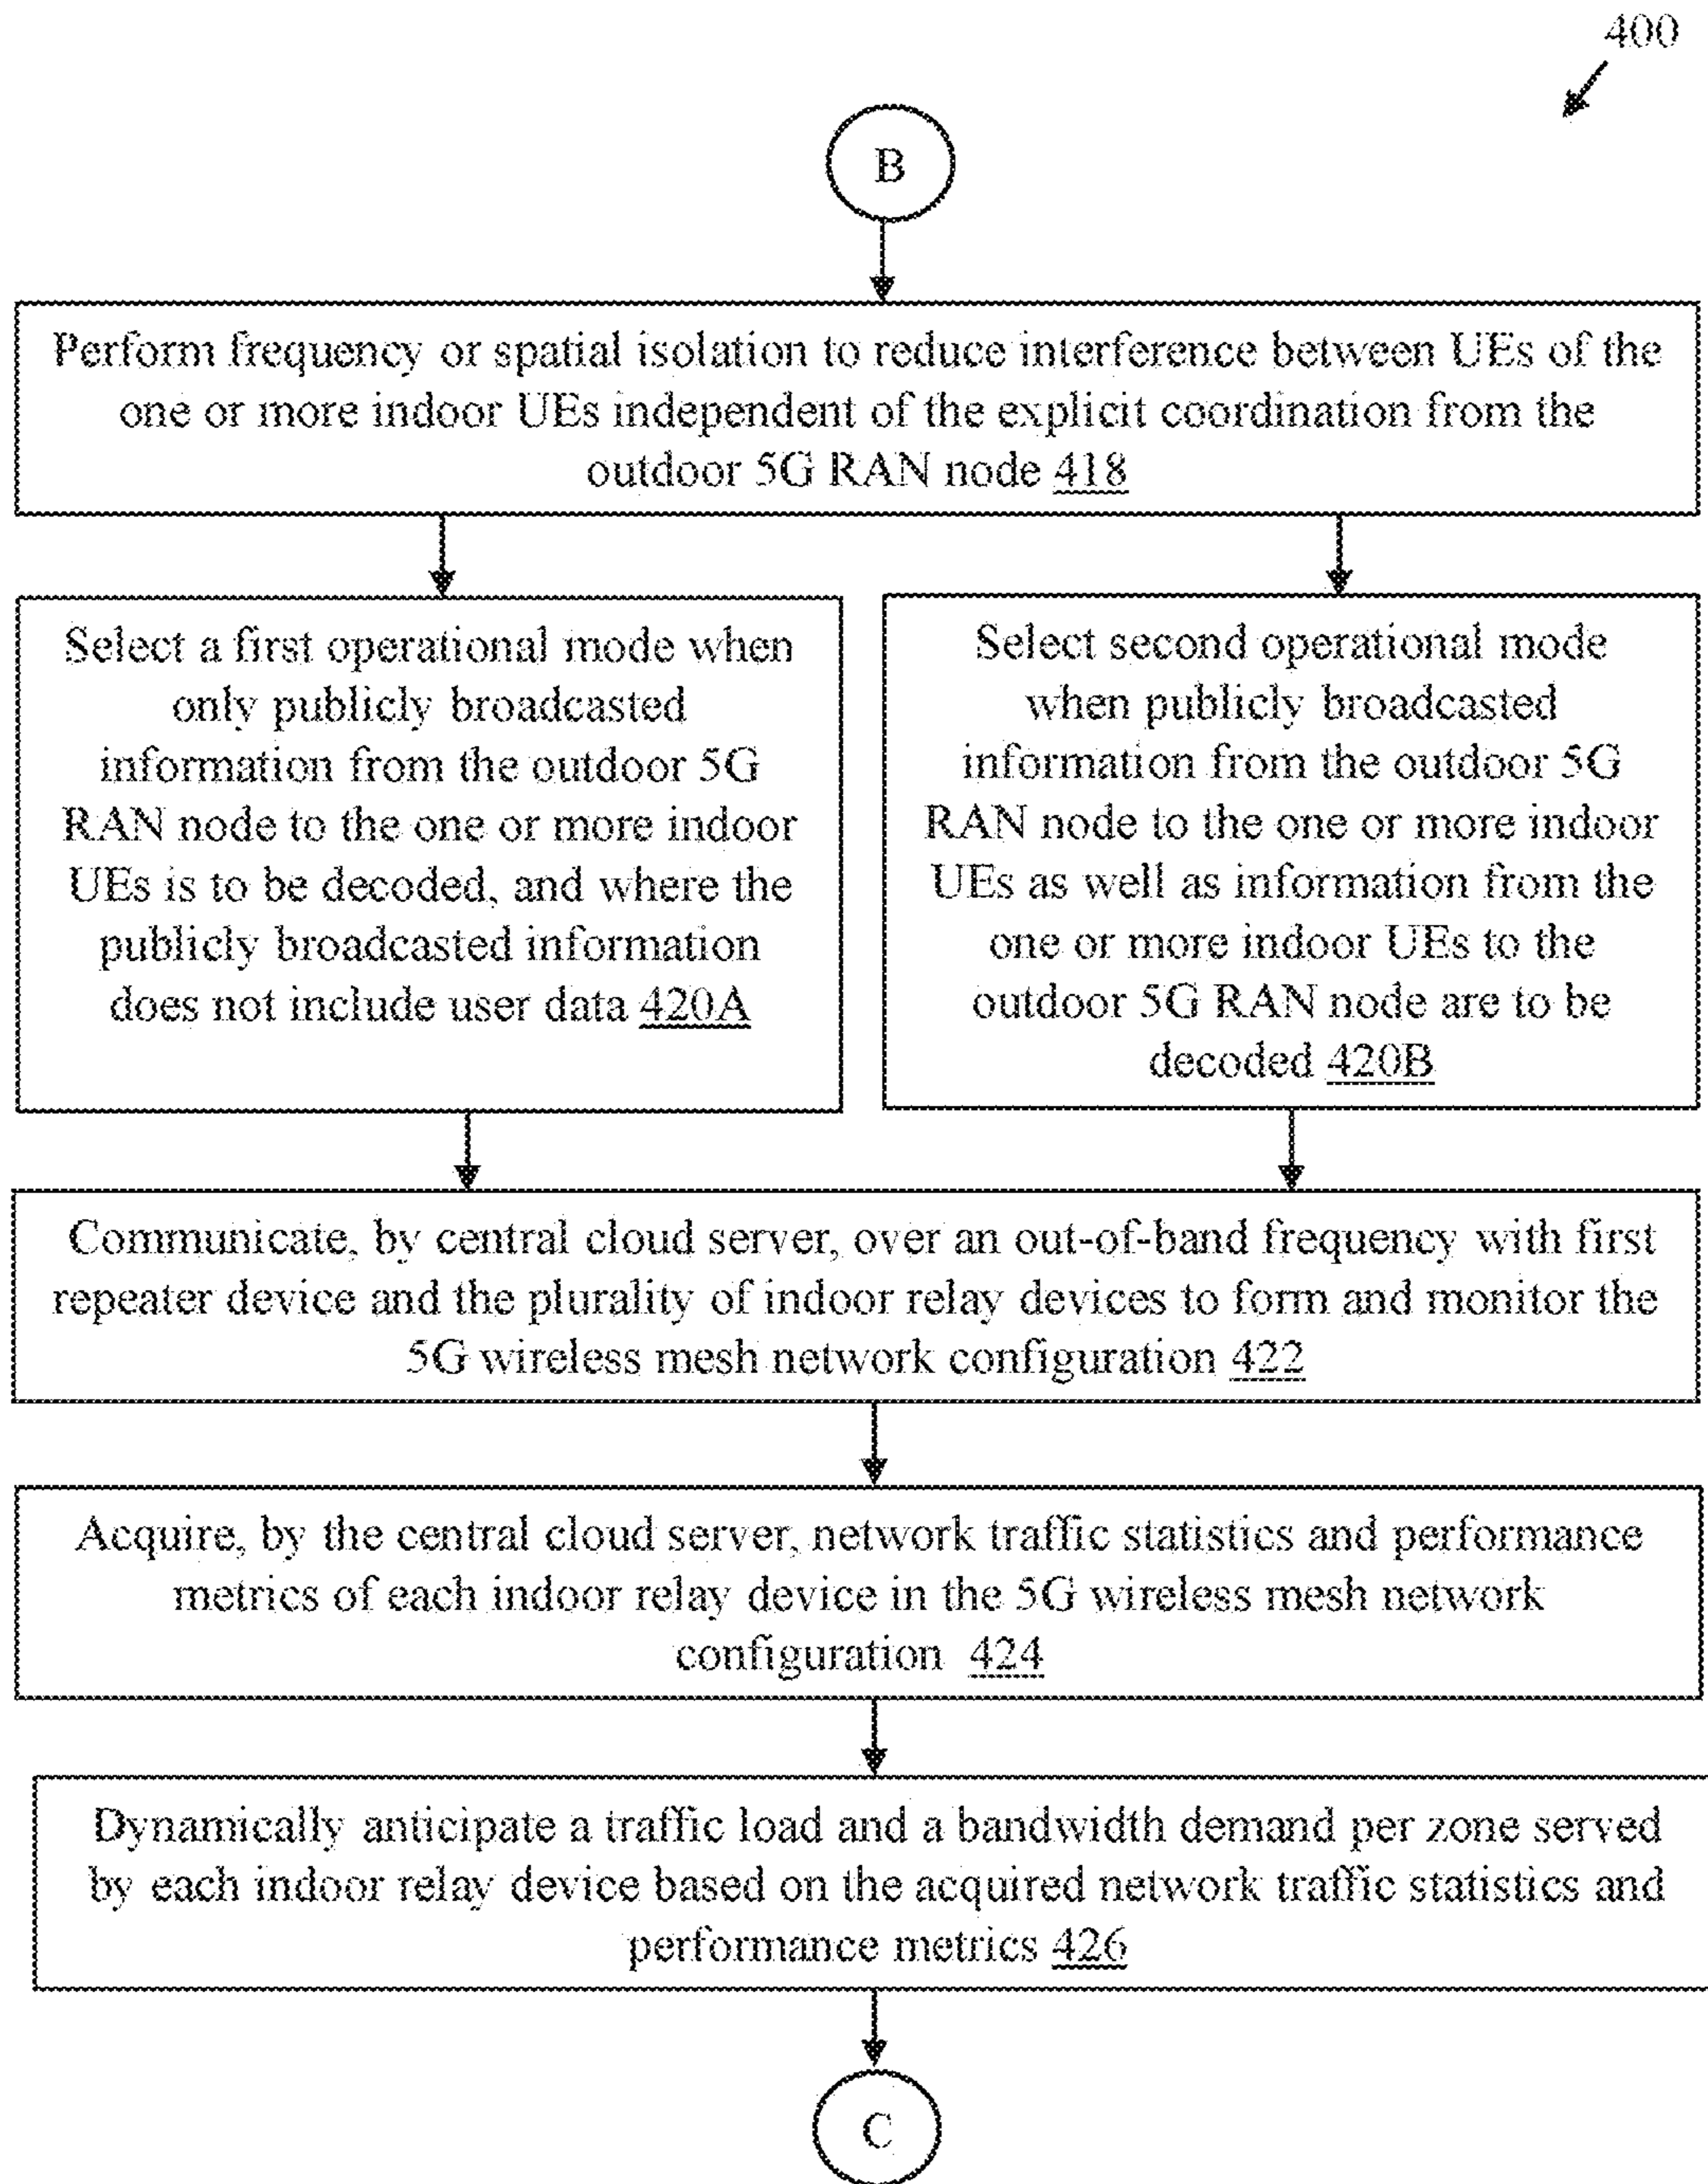 400
B
Perform frequency or spatial isolation to reduce interference between UEs of the
one or more indoor UEs independent of the explicit coordination from the
outdoor 5G RAN node 418
Select a first operational mode when
only publicly broadcasted
information from the outdoor 5G
RAN node to the one or more indoor
UEs is to be decoded, and where the
publicly broadcasted information
does not include user data 420A
Select second operational mode
when publicly broadcasted
information from the outdoor 5G
RAN node to the one or more indoor
UEs as well as information from the
one or more indoor UEs to the
outdoor 5G RAN node are to be
decoded 420B
Communicate, by central cloud server, over an out-of-band frequency with first
repeater device and the plurality of indoor relay devices to form and monitor the
5G wireless mesh network configuration 422
Acquire, by the central cloud server, network traffic statistics and performance
metrics of each indoor relay device in the 5G wireless mesh network
configuration 424
Dynamically anticipate a traffic load and a bandwidth demand per zone served
by each indoor relay device based on the acquired network traffic statistics and
performance metrics 426
C